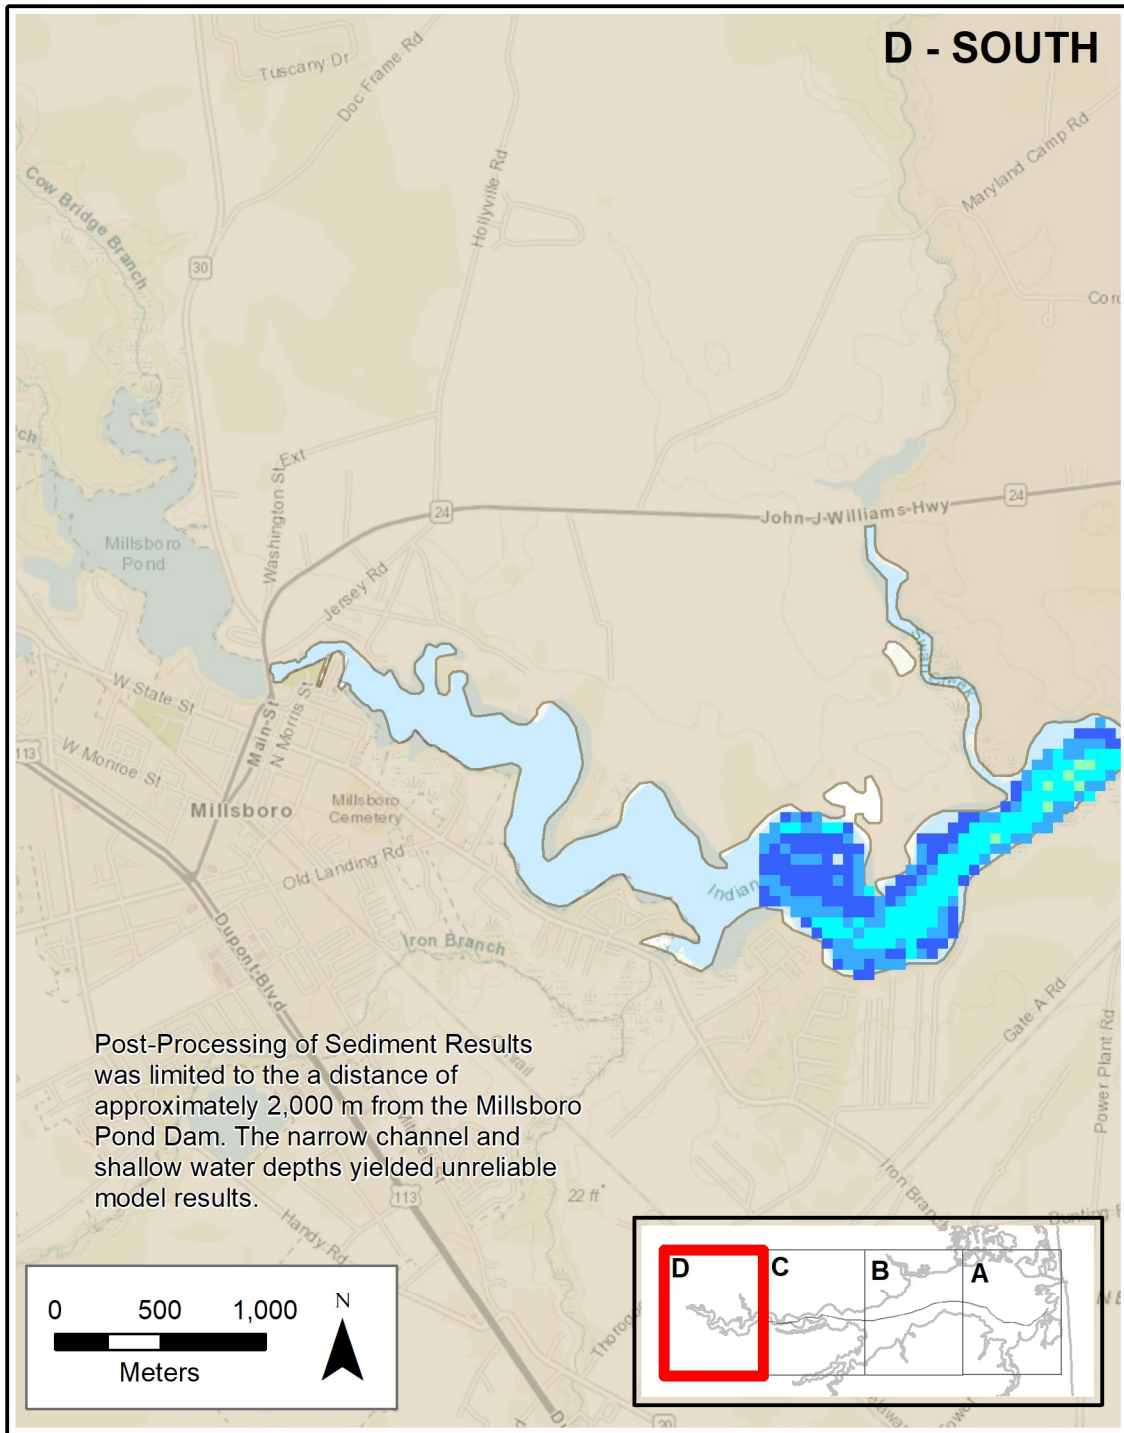 D - SOUTH
Tuscany Dr
Doc Frame Rd
Maryland Camp Rd
Hollyville Rd
Cow Bridge Branch
30
Ext
Washington St
24
24
John J Williams Hwy
Millsboro
Pond
Jersey Rd
Swan Creek
W State St
N Morris St
Main St
W Monroe St
113
Millsboro
Millsboro
Cemetery
Old Landing Rd
Indian
Iron Branch
Dupont Blvd
Gate A Rd
Power Plant Rd
Post-Processing of Sediment Results
was limited to the a distance of
approximately 2,000 m from the Millsboro
Pond Dam. The narrow channel and
shallow water depths yielded unreliable
model results.
22 ft
113
Iron Branch
Handy Rd
D
C
B
A
0 500 1,000
Meters
N
20